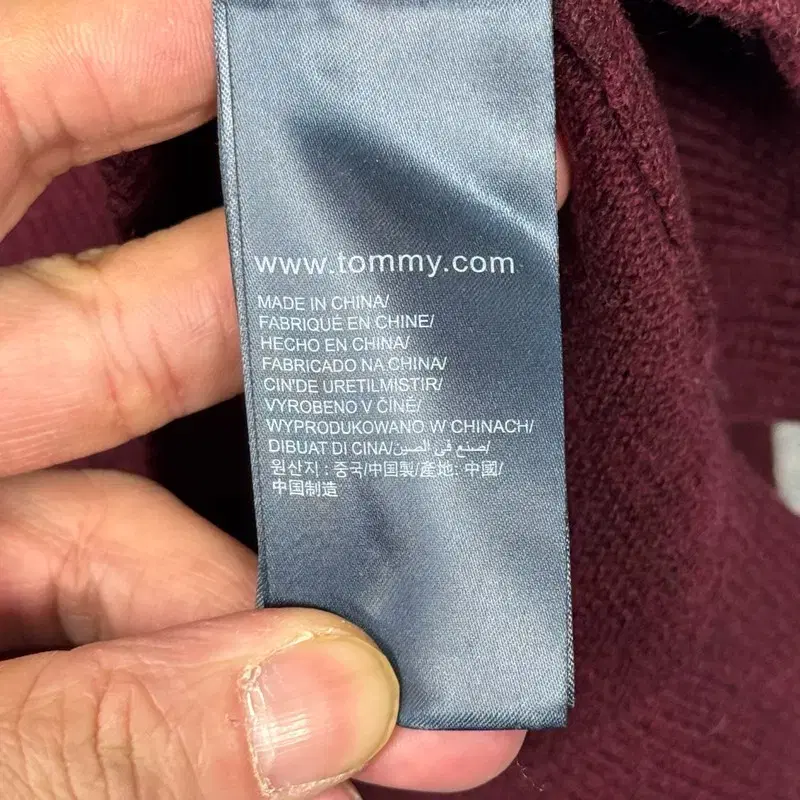 www.tommy.com
MADE IN CHINA/
FABRIQUÉ EN CHINE/
HECHO EN CHINA/
FABRICADO NA CHINA/
CIN'DE URETILMISTIR/
VYROBENO V ČÍNĚ/
WYPRODUKOWANO W CHINACH/
DIBUAT DI CINA/صنع في الصين/
원산지 : 중국/中国製/產地: 中國/
中国制造